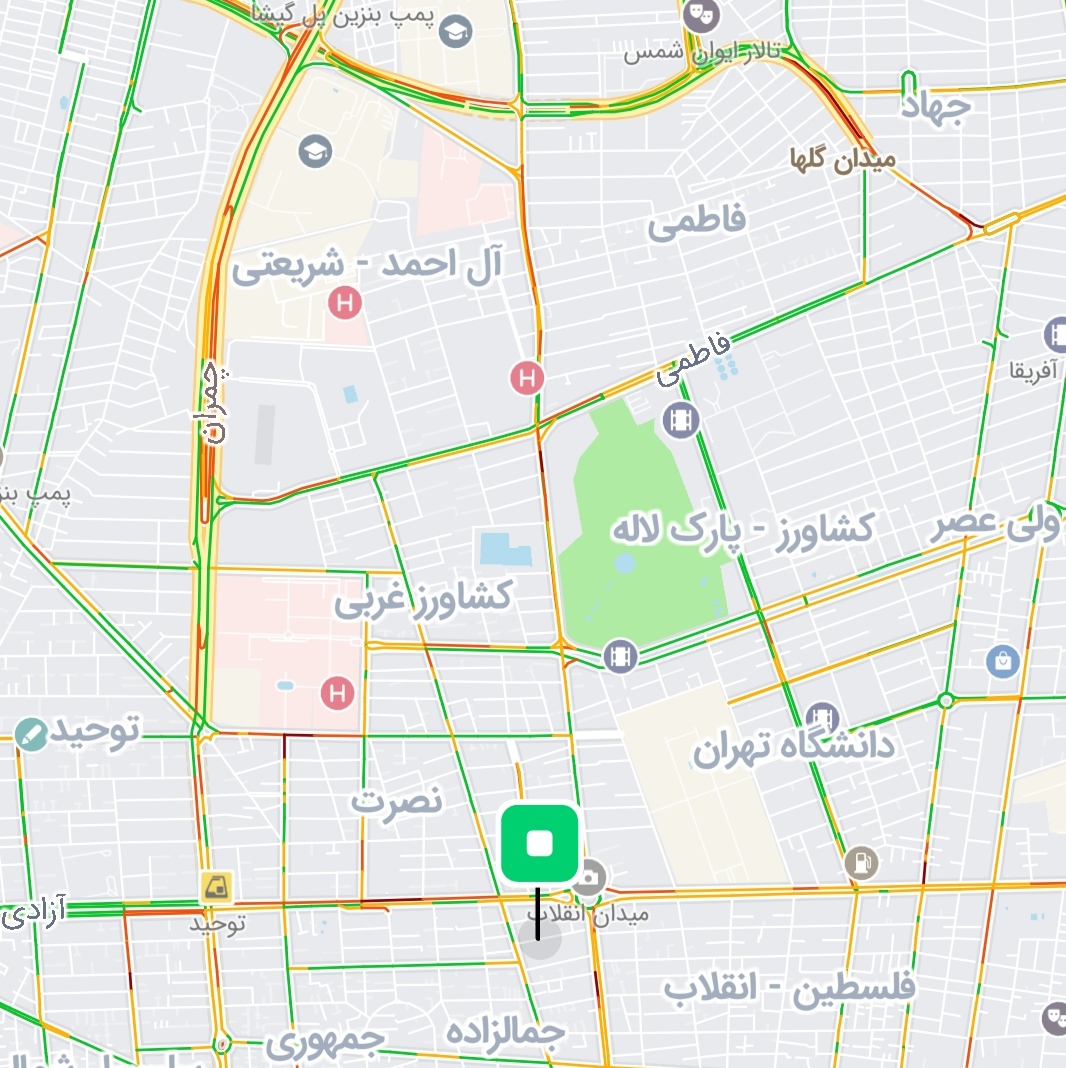 پمپ بنزین پل گیشا
تالار ایوان شمس
جهاد
میدان گلها
فاطمی
آل احمد - شریعتی
فاطمی
آفریقا
چمران
پمپ بنز
کشاورز - پارک لاله
ولی عصر
کشاورز غربی
H
H
H
توحید
دانشگاه تهران
نصرت
آزادی
توحید
میدان انقلاب
فلسطین - انقلاب
جمالزاده
جمهوری